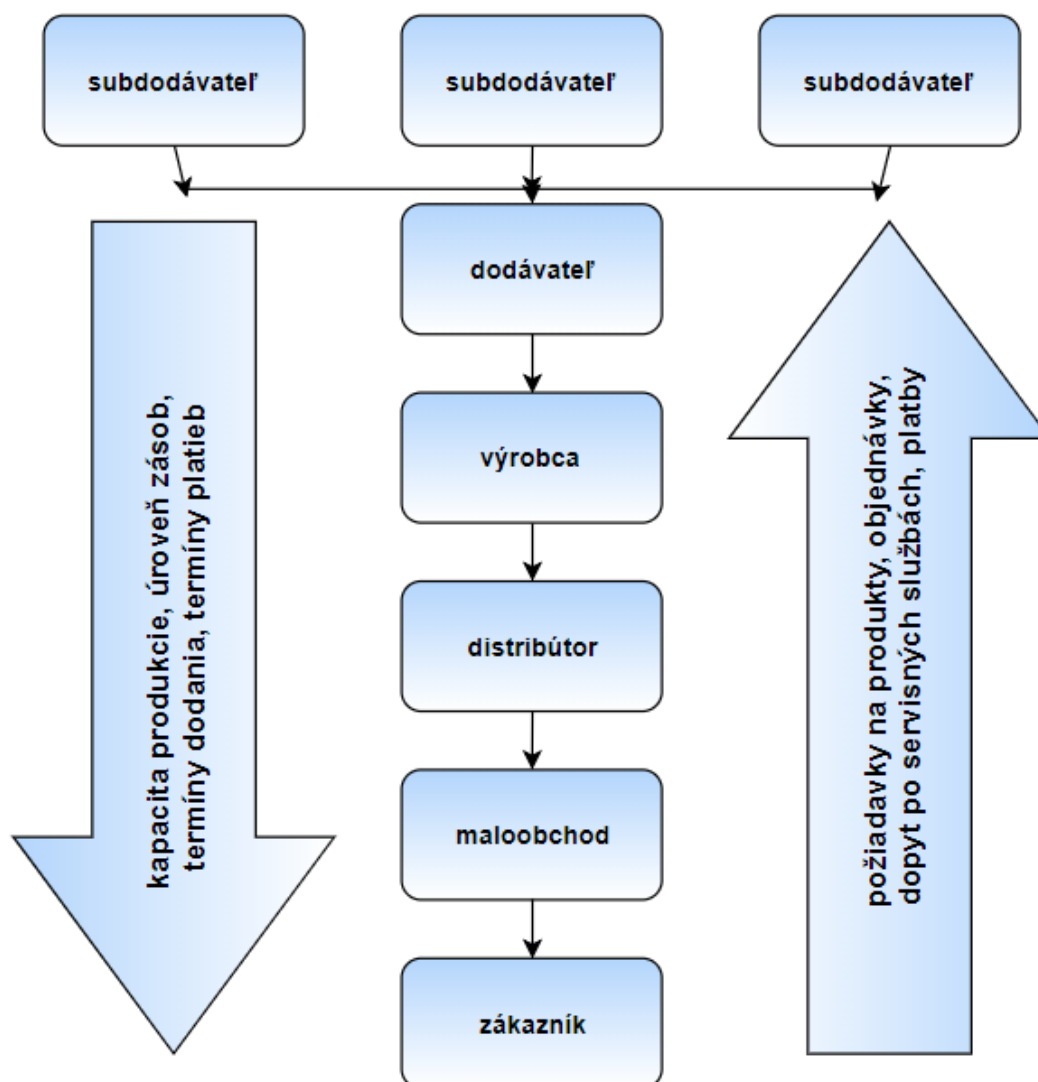 subdodávateľ
subdodávateľ
subdodávateľ
dodávateľ
výrobca
distribútor
maloobchod
zákazník
kapacita produkcie, úroveň zásob,
termíny dodania, termíny platieb
požiadavky na produkty, objednávky,
dopyt po servisných službách, platby